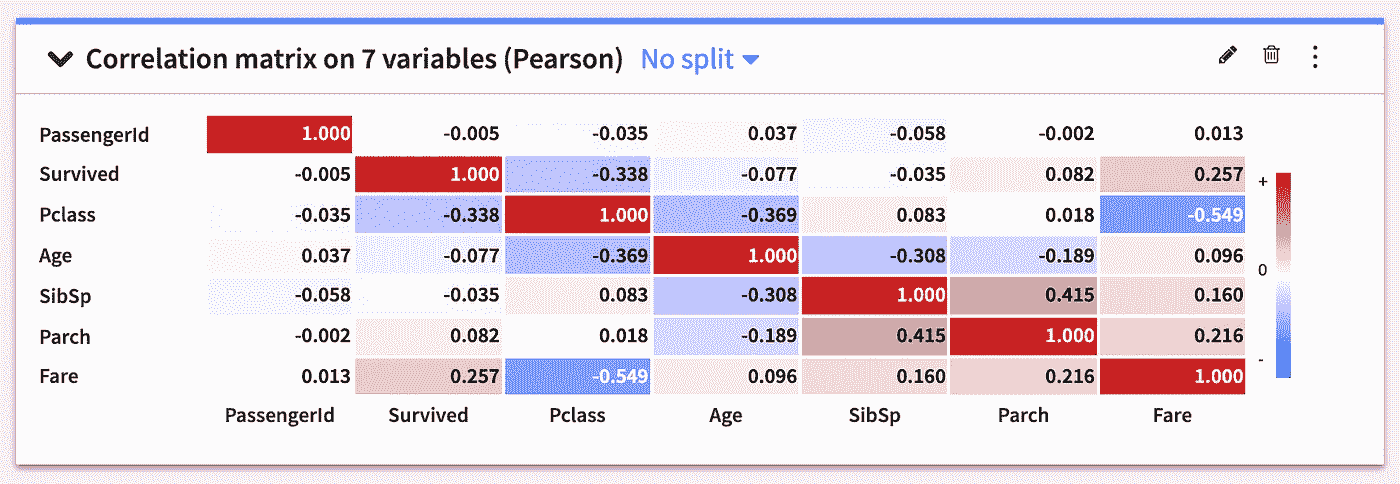 Correlation matrix on 7 variables (Pearson) No split
PassengerId 1.000 -0.005 -0.035 0.037 -0.058 -0.002 0.013
Survived -0.005 1.000 -0.338 -0.077 -0.035 0.082 0.257
+
Pclass -0.035 -0.338 1.000 -0.369 0.083 0.018 -0.549
Age 0.037 -0.077 -0.369 1.000 -0.308 -0.189 0.096
0
SibSp -0.058 -0.035 0.083 -0.308 1.000 0.415 0.160
Parch -0.002 0.082 0.018 -0.189 0.415 1.000 0.216
-
Fare 0.013 0.257 -0.549 0.096 0.160 0.216 1.000
PassengerId Survived Pclass Age SibSp Parch Fare